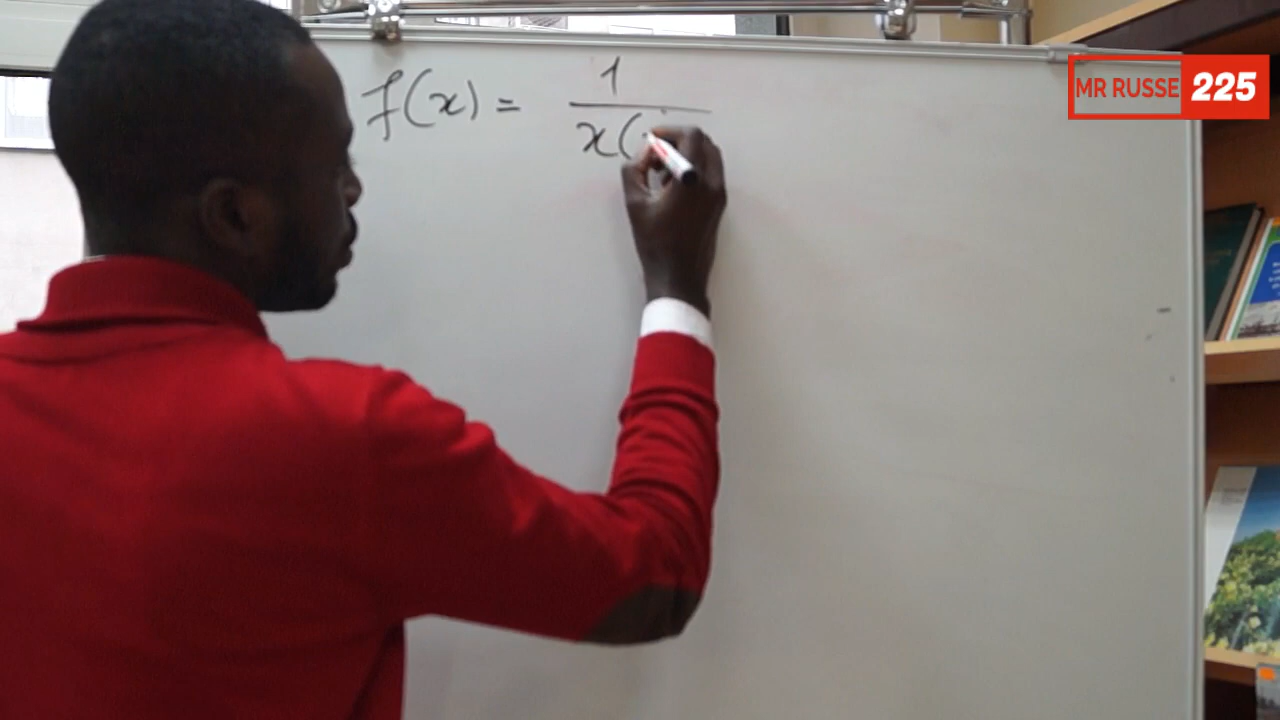 f(x) = 1
x(
MR RUSSE 225